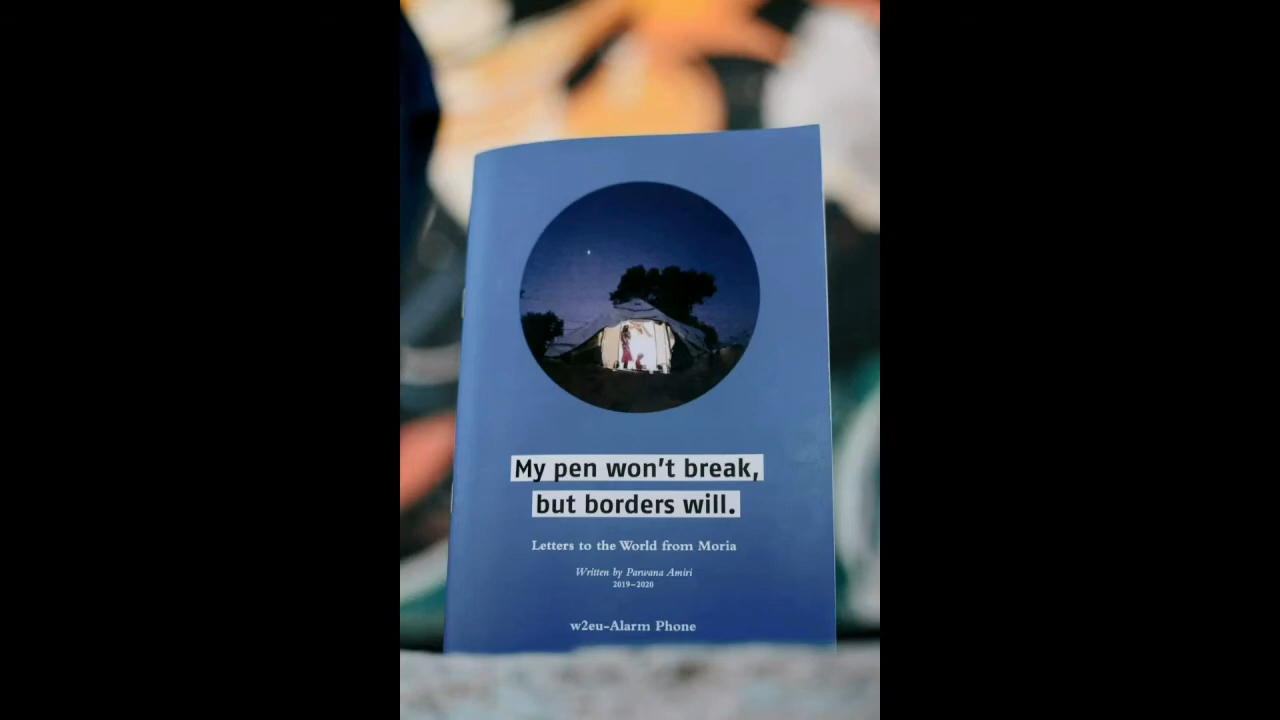 My pen won't break,
but borders will.
Letters to the World from Moria
Written by Parwana Amiri
2019–2020
w2eu–Alarm Phone